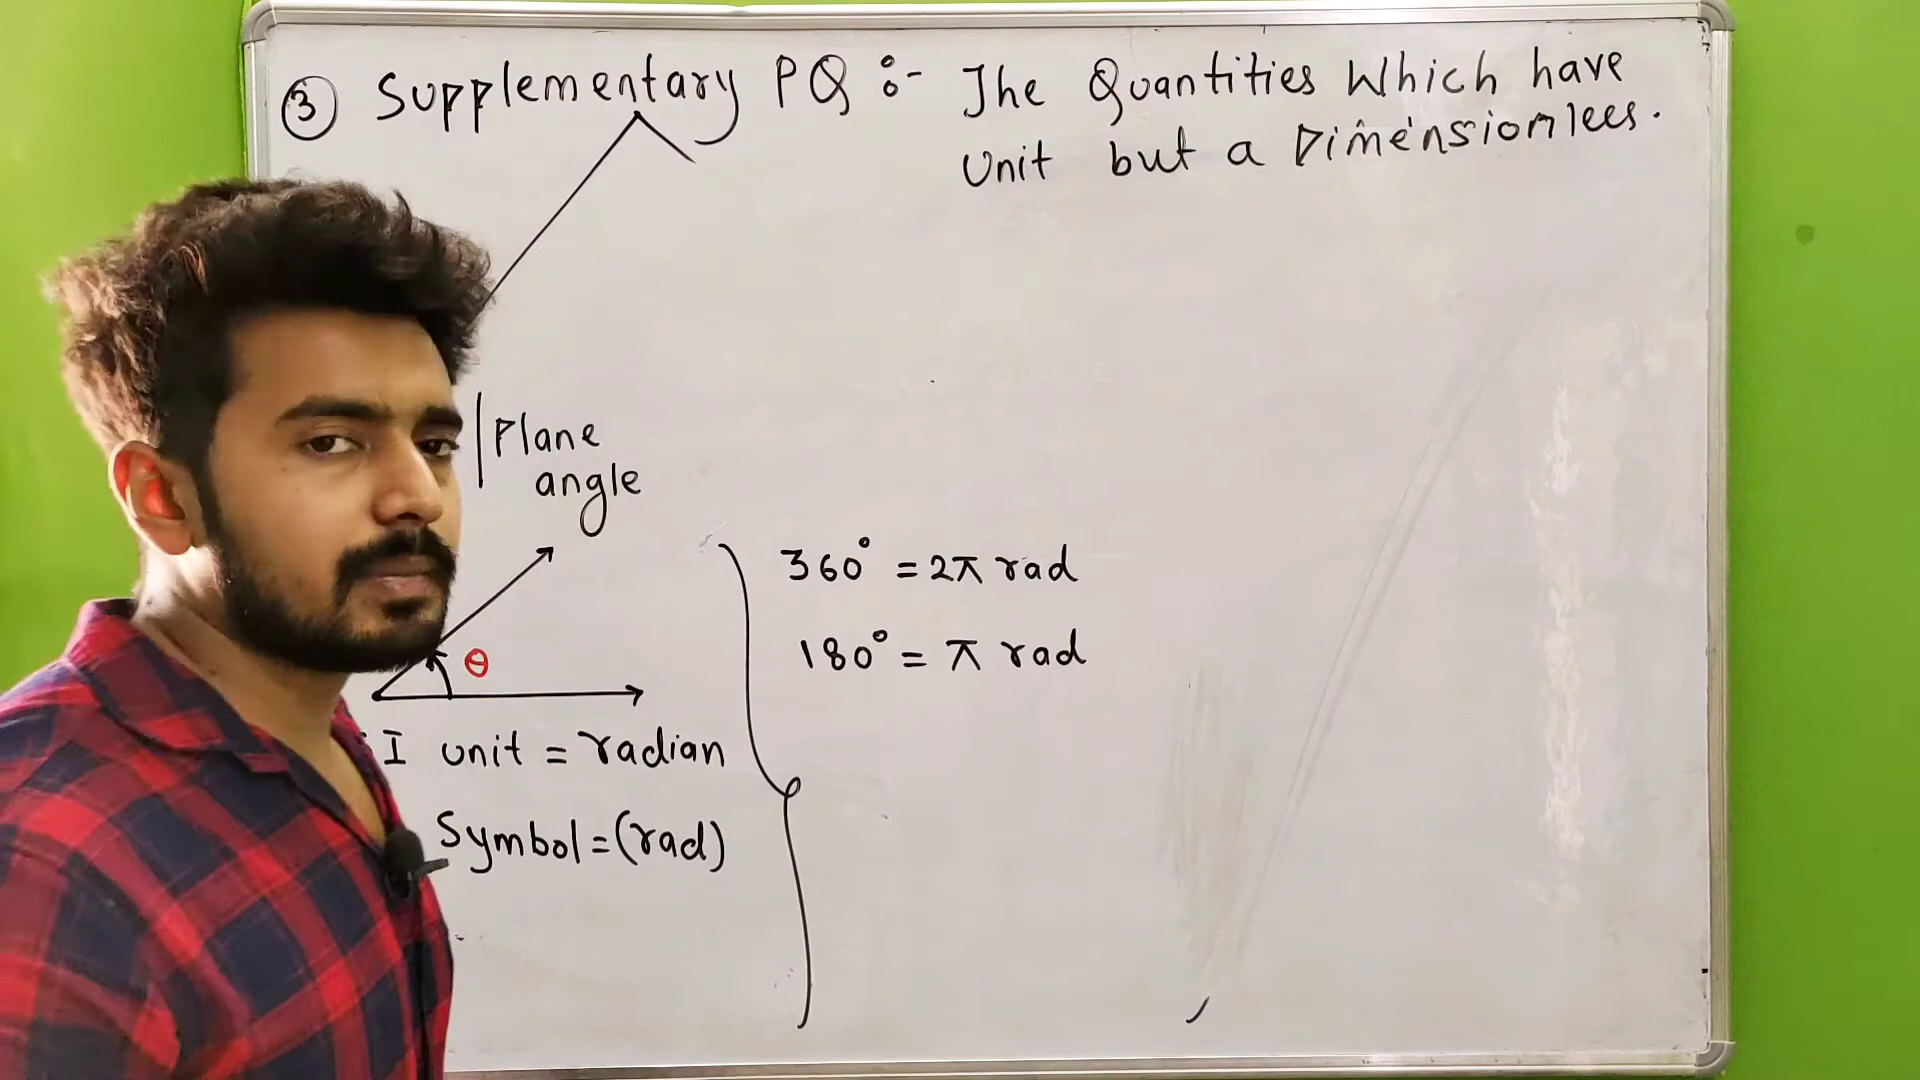 ③ Supplementary PQ :- The Quantities Which have
Unit but a Dimensionlees.
Plane
angle
θ
I unit = radian
Symbol = (rad)
360° = 2π rad
180° = π rad